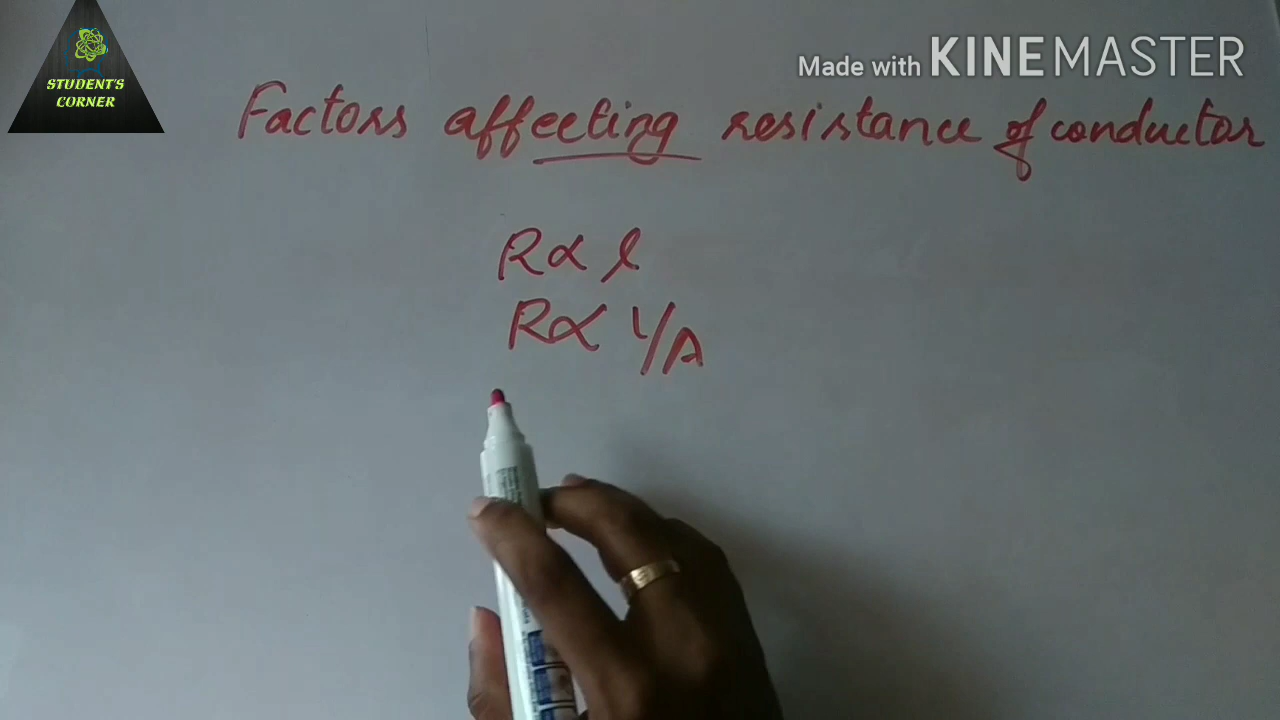 STUDENT'S
CORNER
Made with KINEMASTER
Factors affecting resistance of conductor
R∝ l
R∝ 1/A